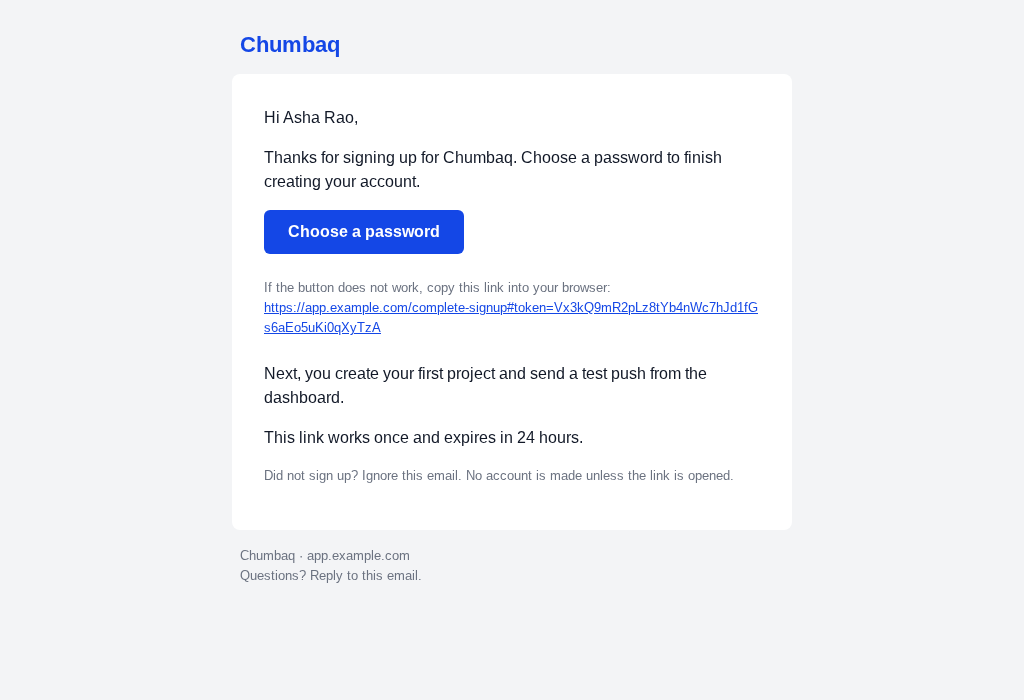 Chumbaq
Hi Asha Rao,
Thanks for signing up for Chumbaq. Choose a password to finish
creating your account.
Choose a password
If the button does not work, copy this link into your browser:
https://app.example.com/complete-signup#token=Vx3kQ9mR2pLz8tYb4nWc7hJd1fG
s6aEo5uKi0qXyTzA
Next, you create your first project and send a test push from the
dashboard.
This link works once and expires in 24 hours.
Did not sign up? Ignore this email. No account is made unless the link is opened.
Chumbaq · app.example.com
Questions? Reply to this email.